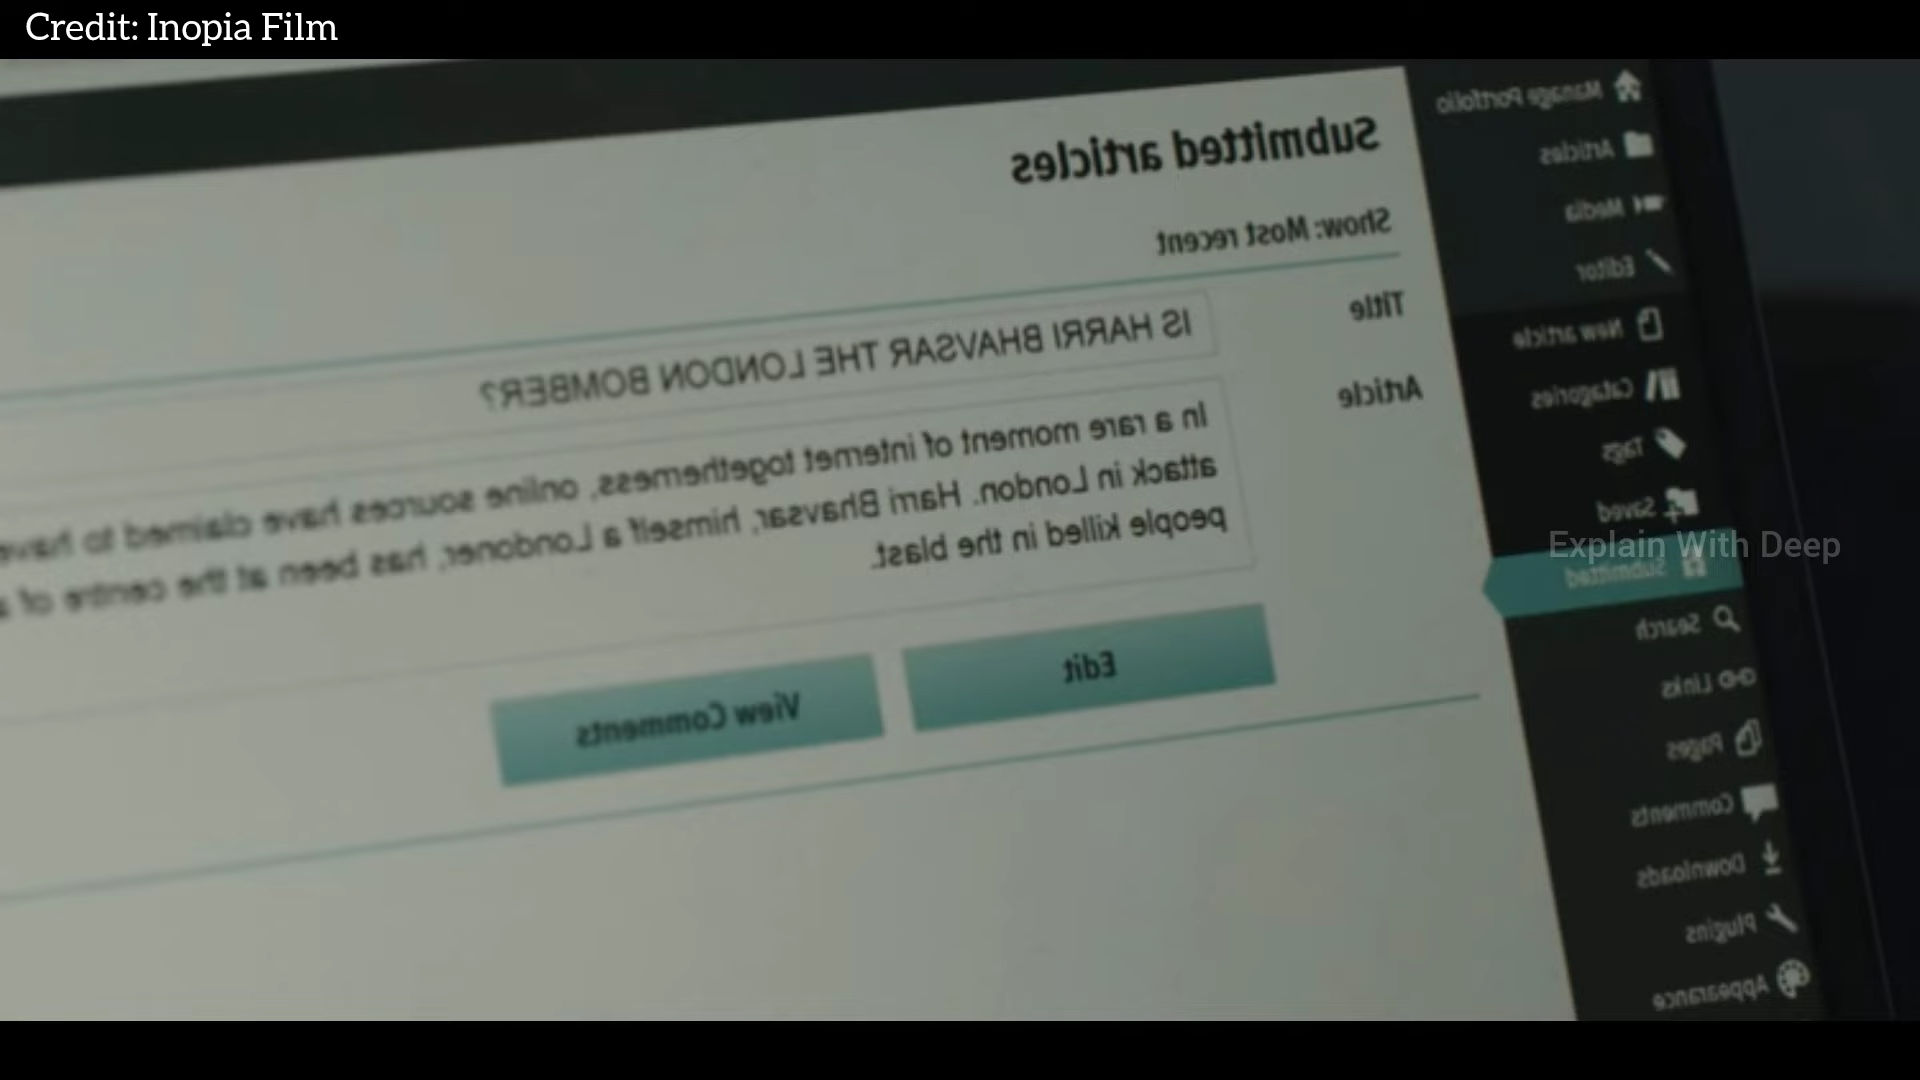 Credit: Inopia Film
Manage Portfolio
Articles
Media
Editor
New article
Catagories
Tags
Saved
Submitted
Search
Links
Pages
Comments
Downloads
Plugins
Appearance
Submitted articles
Show: Most recent
Title
IS HARRI BHAVSAR THE LONDON BOMBER?
Article
In a rare moment of internet togetherness, online sources have claimed to have
attack in London. Harri Bhavsar, himself a Londoner, has been at the centre of a
people killed in the blast.
Edit
View Comments
Explain With Deep